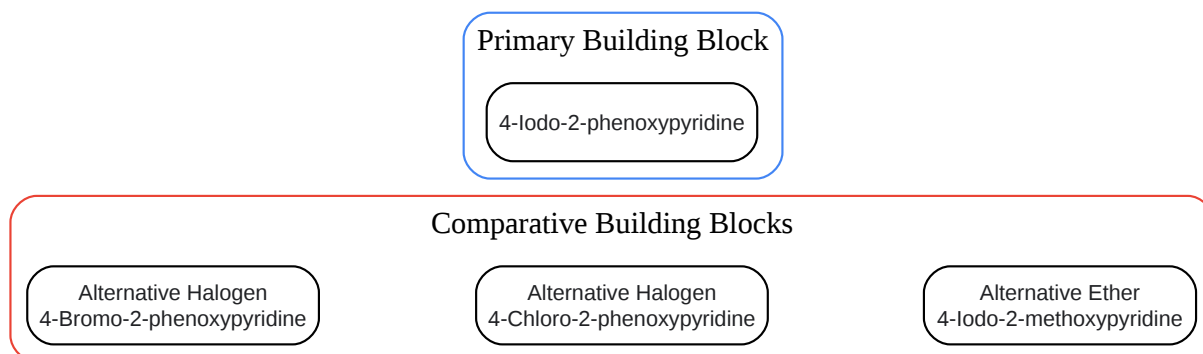 Primary Building Block
4-Iodo-2-phenoxypyridine
Comparative Building Blocks
Alternative Halogen
4-Bromo-2-phenoxypyridine
Alternative Halogen
4-Chloro-2-phenoxypyridine
Alternative Ether
4-Iodo-2-methoxypyridine